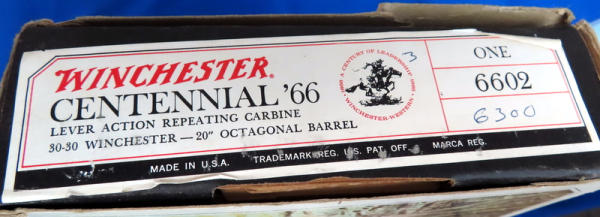 WINCHESTER®
CENTENNIAL '66
LEVER ACTION REPEATING CARBINE
30-30 WINCHESTER—20" OCTAGONAL BARREL
A CENTURY OF LEADERSHIP
WINCHESTER-WESTERN
3
ONE
6602
6300
MADE IN U.S.A. TRADEMARK REG. U.S. PAT. OFF. MARCA REG.